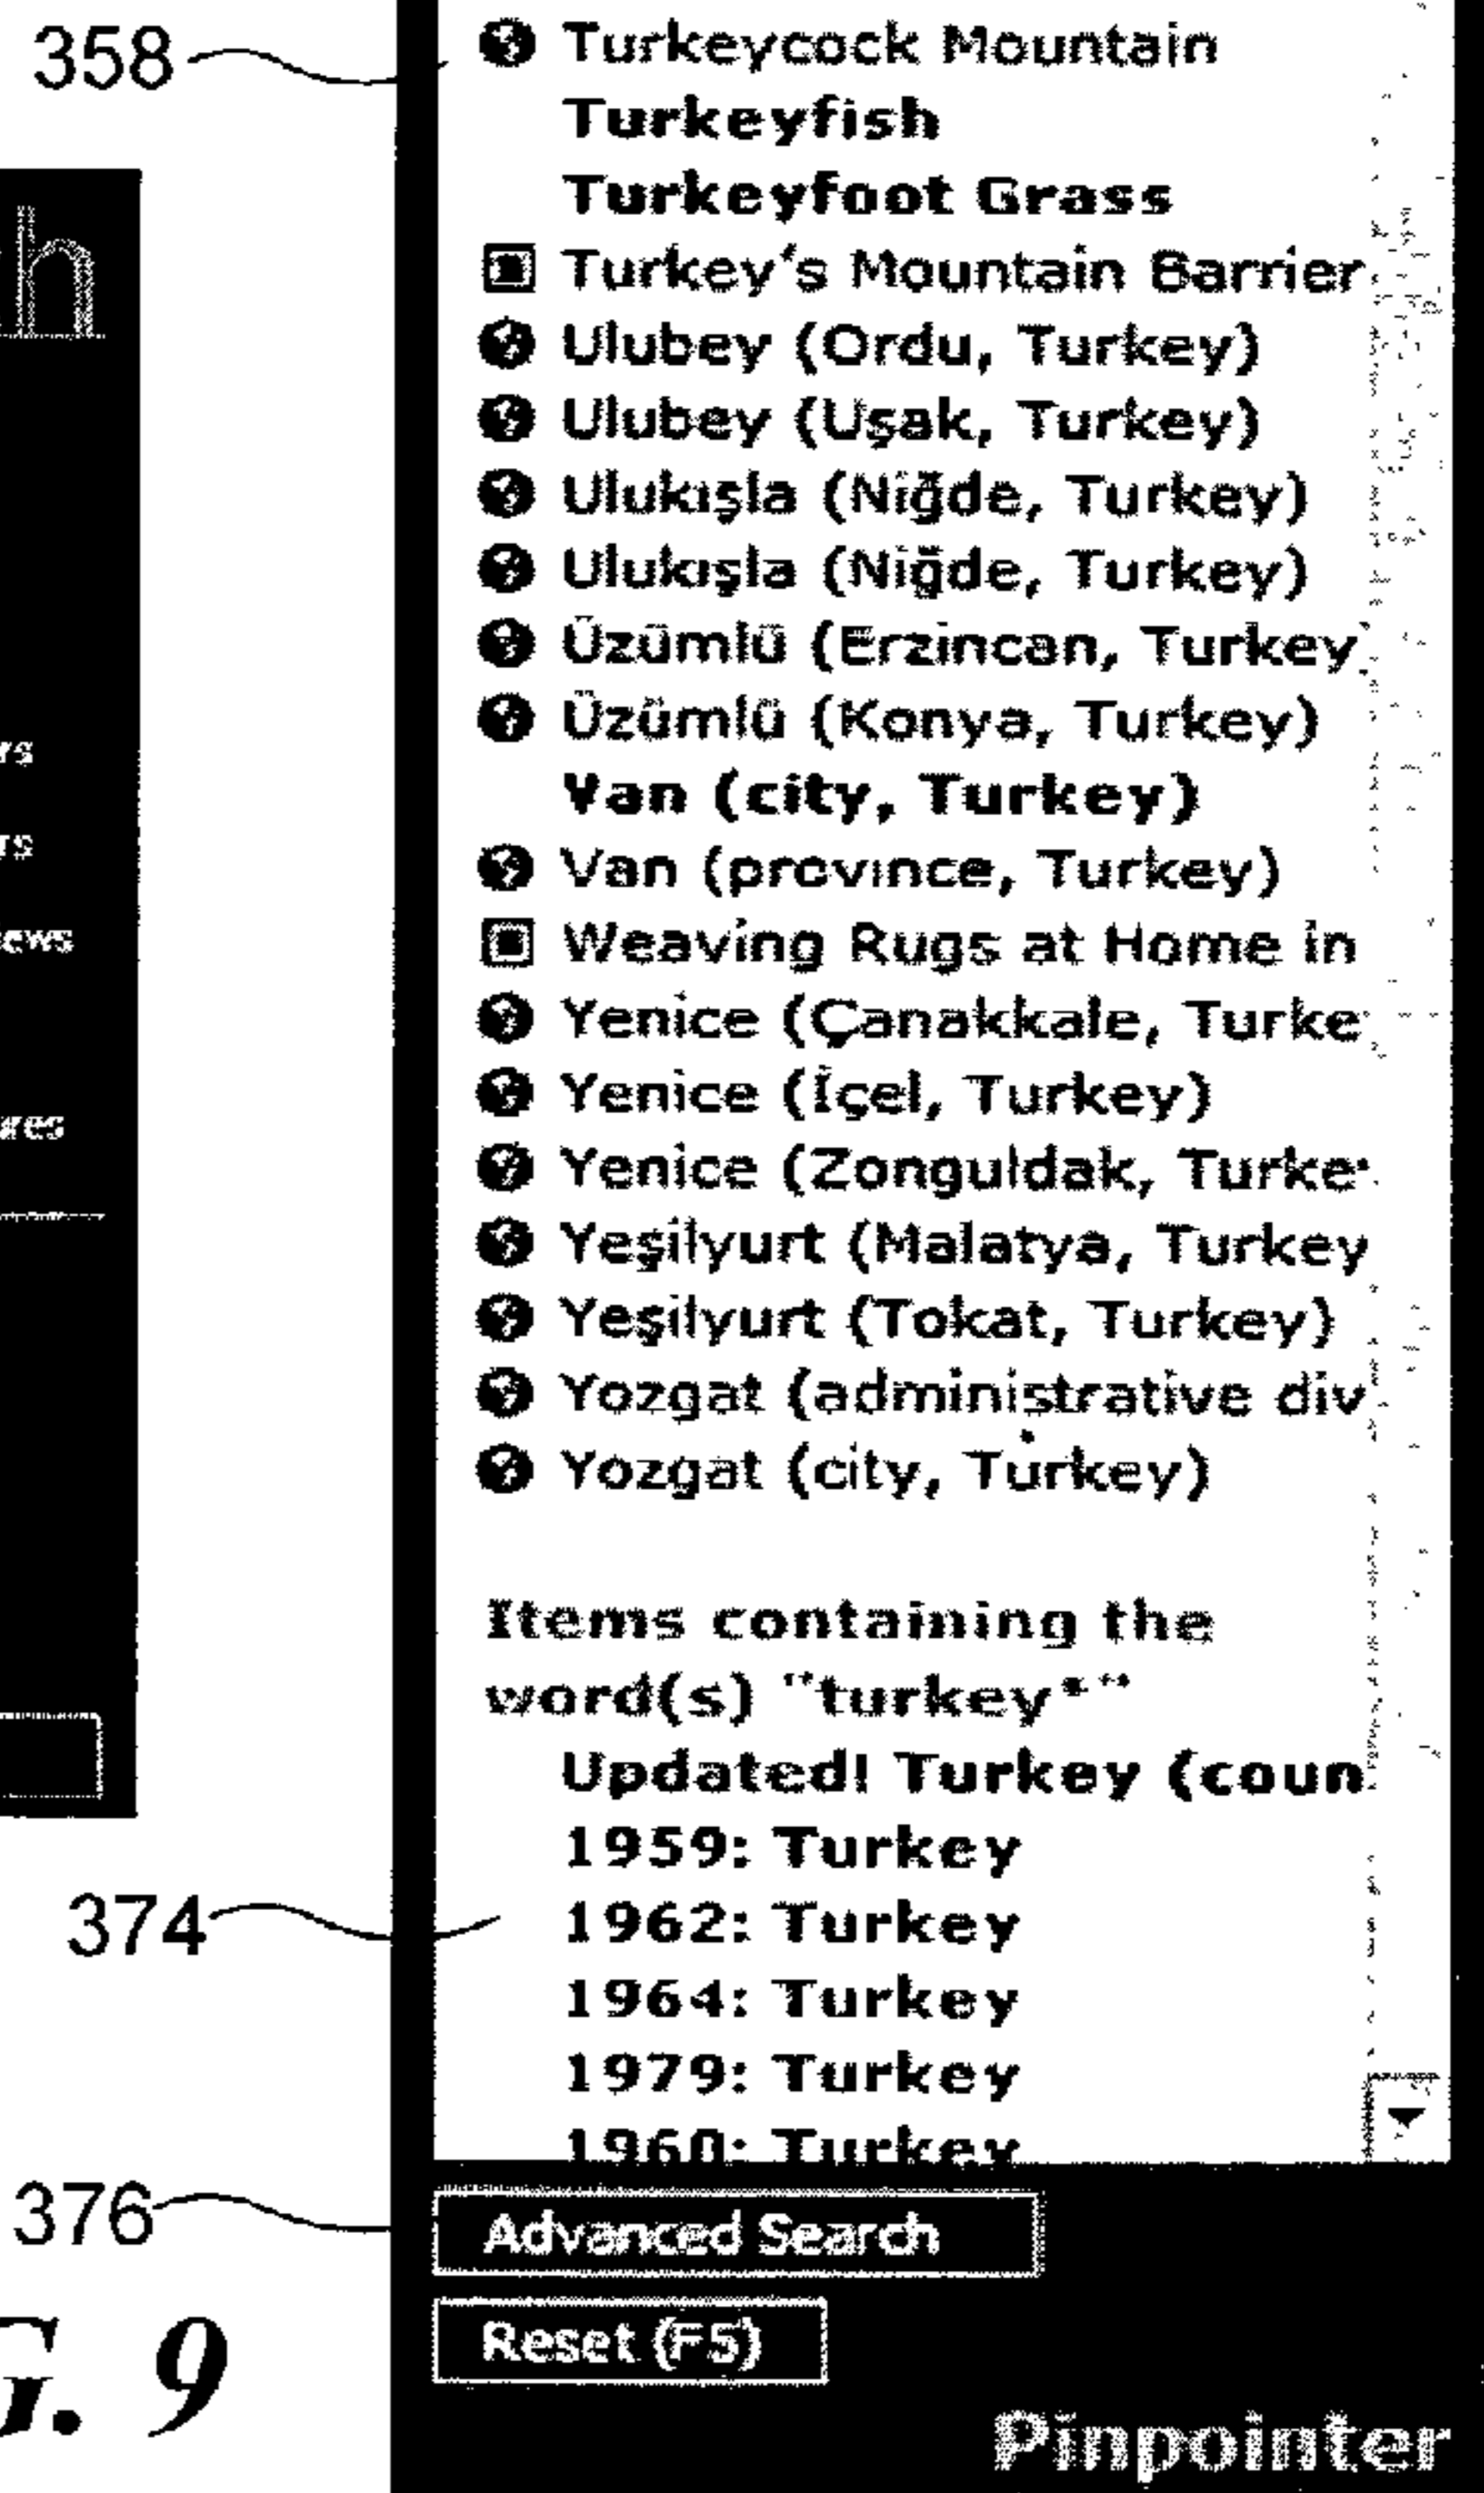 358
Turkeycock Mountain
Turkeyfish
Turkeyfoot Grass
h
Turkey's Mountain Barrier
Ulubey (Ordu, Turkey)
Ulubey (Uşak, Turkey)
Ulukışla (Niğde, Turkey)
Ulukışla (Niğde, Turkey)
Üzümlü (Erzincan, Turkey)
Üzümlü (Konya, Turkey)
rs
Van (city, Turkey)
rs
Van (province, Turkey)
ews
Weaving Rugs at Home in
Yenice (Çanakkale, Turke
Yenice (İçel, Turkey)
Yenice (Zonguldak, Turke
Yeşilyurt (Malatya, Turkey
Yeşilyurt (Tokat, Turkey)
Yozgat (administrative div
Yozgat (city, Turkey)
Items containing the
word(s) "turkey*"
Updated! Turkey (coun
1959: Turkey
374
1962: Turkey
1964: Turkey
1979: Turkey
1960: Turkey
376
Advanced Search
Reset (F5)
G. 9
Pinpointer